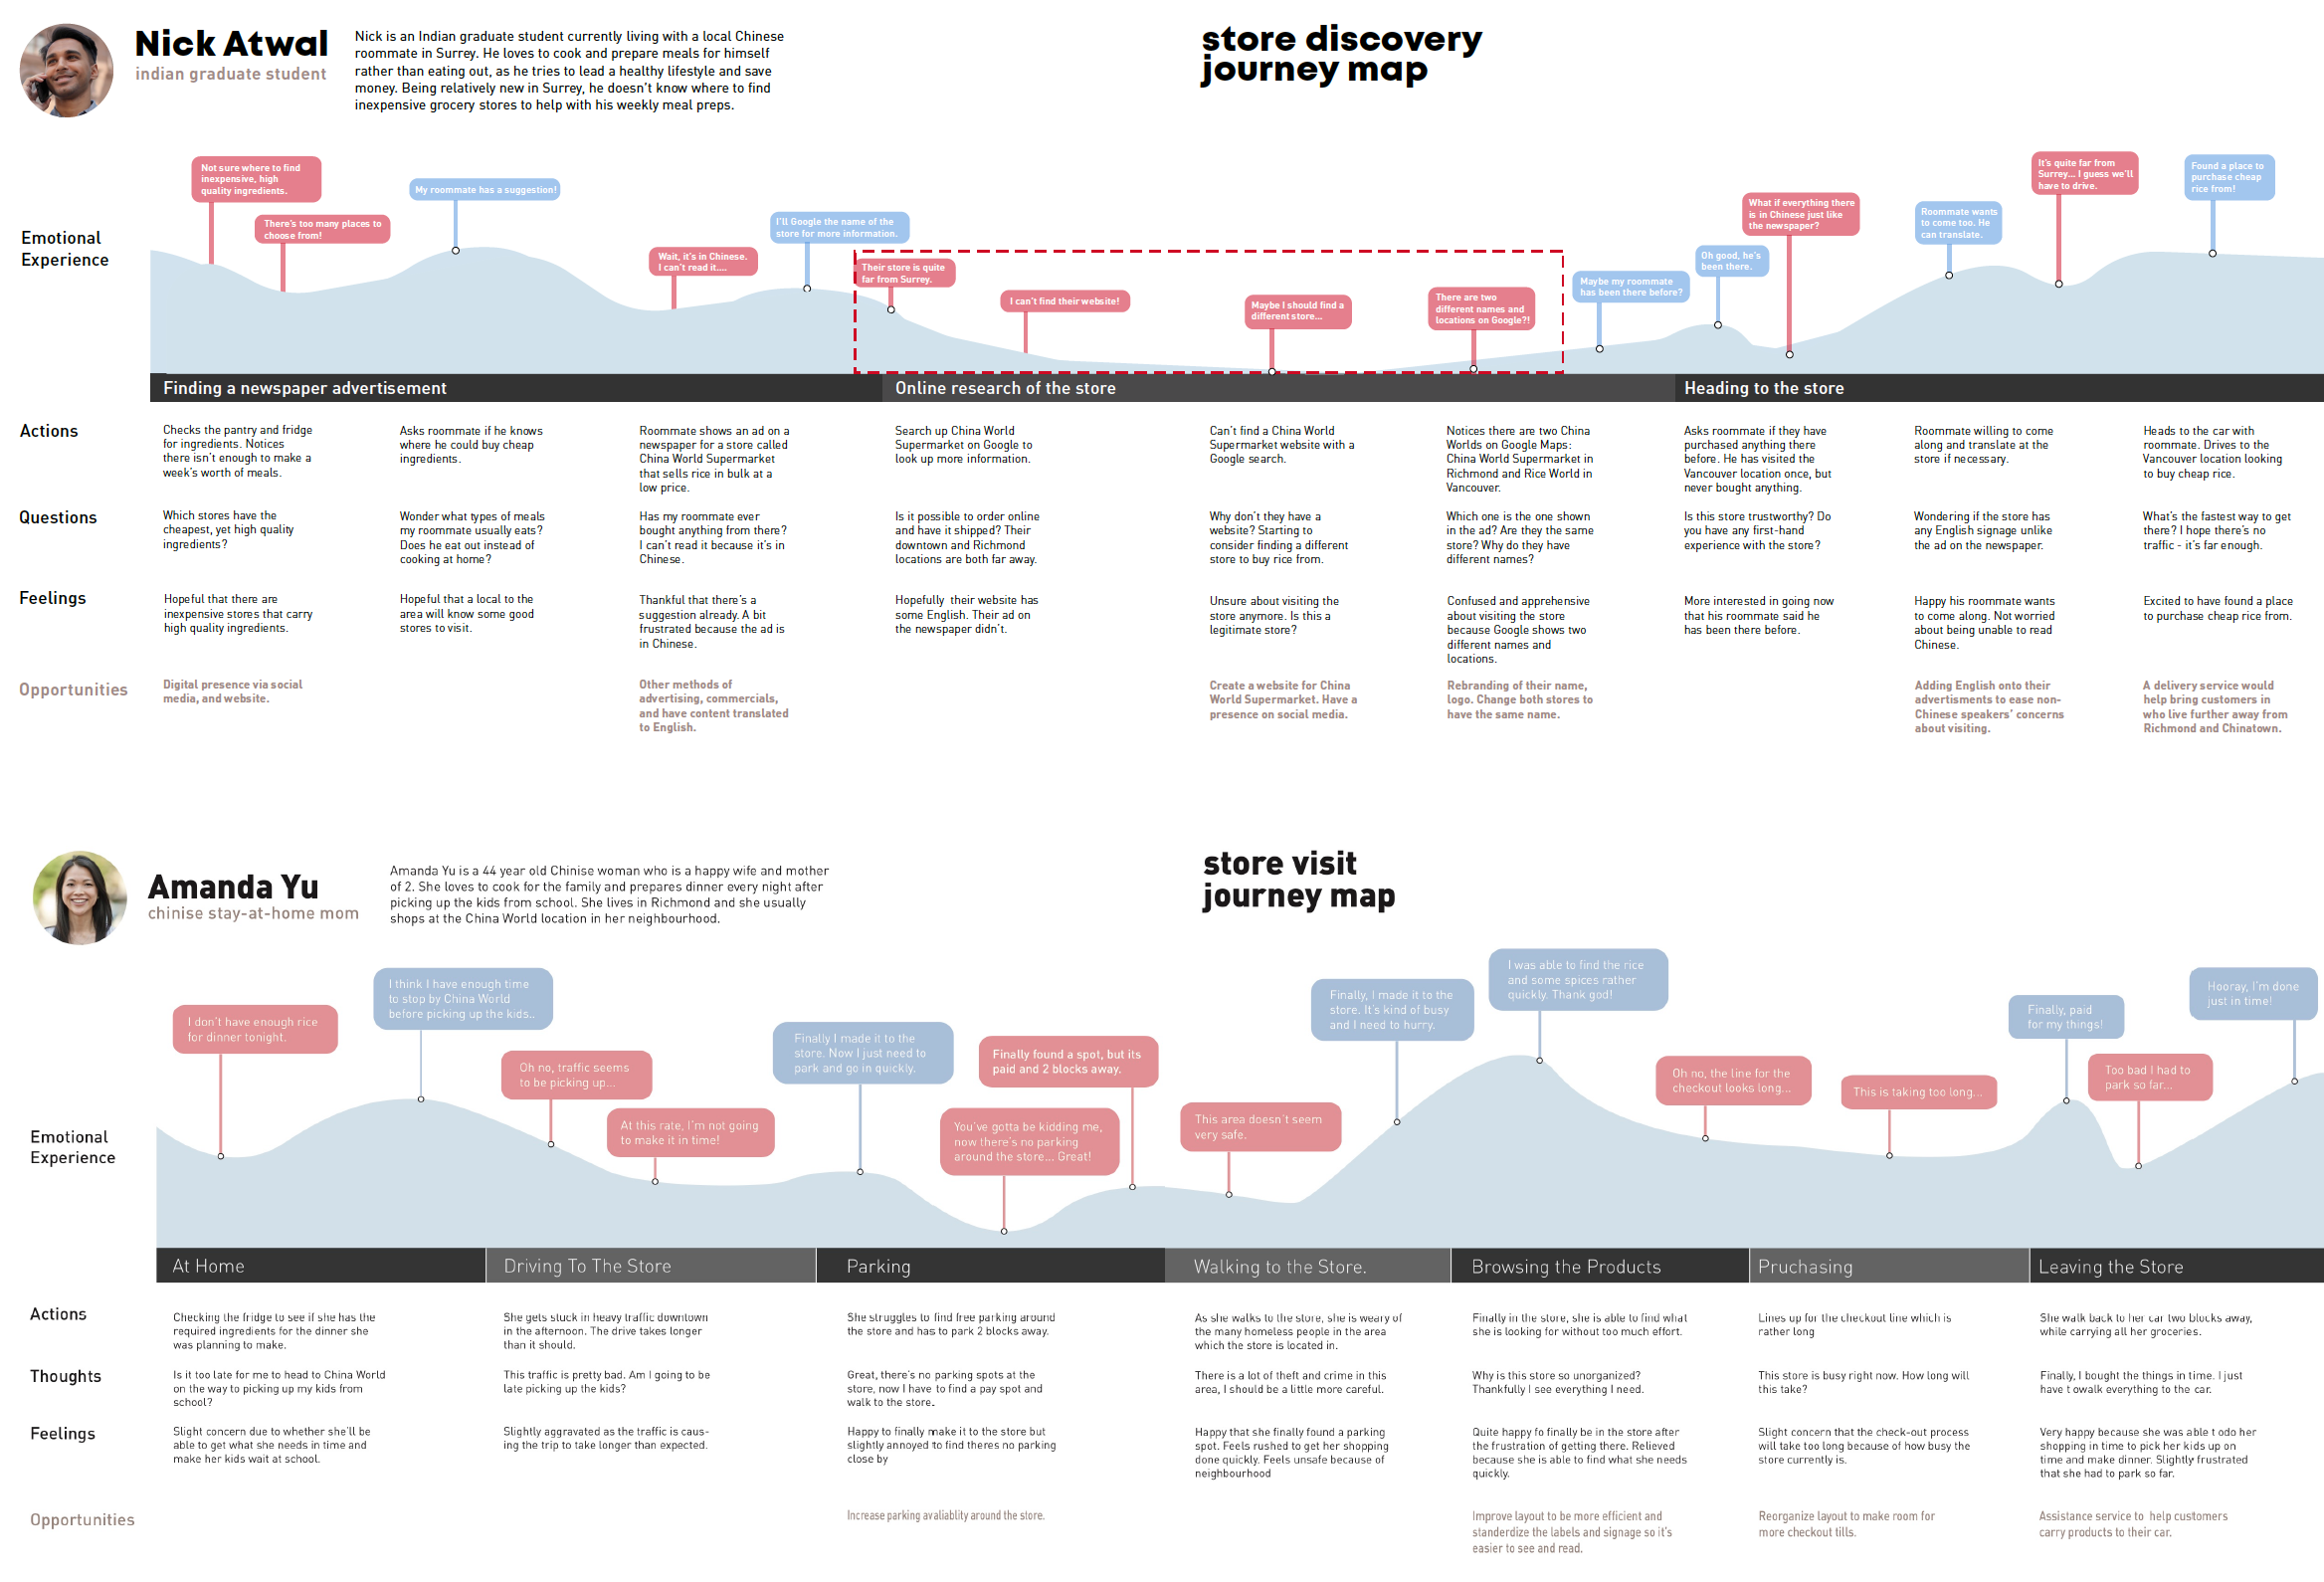 Nick Atwal
indian graduate student
Nick is an Indian graduate student currently living with a local Chinese
roommate in Surrey. He loves to cook and prepare meals for himself
rather than eating out, as he tries to lead a healthy lifestyle and save
money. Being relatively new in Surrey, he doesn't know where to find
inexpensive grocery stores to help with his weekly meal preps.
store discovery
journey map
Emotional
Experience
Not sure where to find
inexpensive, high
quality ingredients.
There's too many places to
choose from!
My roommate has a suggestion!
Wait, it's in Chinese.
I can't read it....
I'll Google the name of the
store for more information.
Their store is quite
far from Surrey.
I can't find their website!
Maybe I should find a
different store...
There are two
different names and
locations on Google?!
Maybe my roommate
has been there before?
Oh good, he's
been there.
What if everything there
is in Chinese just like
the newspaper?
Roommate wants
to come too. He
can translate.
It's quite far from
Surrey... I guess we'll
have to drive.
Found a place to
purchase cheap
rice from!
Finding a newspaper advertisement
Online research of the store
Heading to the store
Actions
Checks the pantry and fridge
for ingredients. Notices
there isn't enough to make a
week's worth of meals.
Asks roommate if he knows
where he could buy cheap
ingredients.
Roommate shows an ad on a
newspaper for a store called
China World Supermarket
that sells rice in bulk at a
low price.
Search up China World
Supermarket on Google to
look up more information.
Can't find a China World
Supermarket website with a
Google search.
Notices there are two China
Worlds on Google Maps:
China World Supermarket in
Richmond and Rice World in
Vancouver.
Asks roommate if they have
purchased anything there
before. He has visited the
Vancouver location once, but
never bought anything.
Roommate willing to come
along and translate at the
store if necessary.
Heads to the car with
roommate. Drives to the
Vancouver location looking
to buy cheap rice.
Questions
Which stores have the
cheapest, yet high quality
ingredients?
Wonder what types of meals
my roommate usually eats?
Does he eat out instead of
cooking at home?
Has my roommate ever
bought anything from there?
I can't read it because it's in
Chinese.
Is it possible to order online
and have it shipped? Their
downtown and Richmond
locations are both far away.
Why don't they have a
website? Starting to
consider finding a different
store to buy rice from.
Which one is the one shown
in the ad? Are they the same
store? Why do they have
different names?
Is this store trustworthy? Do
you have any first-hand
experience with the store?
Wondering if the store has
any English signage unlike
the ad on the newspaper.
What's the fastest way to get
there? I hope there's no
traffic - it's far enough.
Feelings
Hopeful that there are
inexpensive stores that carry
high quality ingredients.
Hopeful that a local to the
area will know some good
stores to visit.
Thankful that there's a
suggestion already. A bit
frustrated because the ad is
in Chinese.
Hopefully their website has
some English. Their ad on
the newspaper didn't.
Unsure about visiting the
store anymore. Is this a
legitimate store?
Confused and apprehensive
about visiting the store
because Google shows two
different names and
locations.
More interested in going now
that his roommate said he
has been there before.
Happy his roommate wants
to come along. Not worried
about being unable to read
Chinese.
Excited to have found a place
to purchase cheap rice from.
Opportunities
Digital presence via social
media, and website.
Other methods of
advertising, commercials,
and have content translated
to English.
Create a website for China
World Supermarket. Have a
presence on social media.
Rebranding of their name,
logo. Change both stores to
have the same name.
Adding English onto their
advertisments to ease non-
Chinese speakers' concerns
about visiting.
A delivery service would
help bring customers in
who live further away from
Richmond and Chinatown.
Amanda Yu
chinise stay-at-home mom
Amanda Yu is a 44 year old Chinise woman who is a happy wife and mother
of 2. She loves to cook for the family and prepares dinner every night after
picking up the kids from school. She lives in Richmond and she usually
shops at the China World location in her neighbourhood.
store visit
journey map
Emotional
Experience
I don't have enough rice
for dinner tonight.
I think I have enough time
to stop by China World
before picking up the kids..
Oh no, traffic seems
to be picking up...
At this rate, I'm not going
to make it in time!
Finally I made it to the
store. Now I just need to
park and go in quickly.
You've gotta be kidding me,
now there's no parking
around the store... Great!
Finally found a spot, but its
paid and 2 blocks away.
This area doesn't seem
very safe.
Finally, I made it to the
store. It's kind of busy
and I need to hurry.
I was able to find the rice
and some spices rather
quickly. Thank god!
Oh no, the line for the
checkout looks long...
This is taking too long...
Finally, paid
for my things!
Too bad I had to
park so far...
Hooray, I'm done
just in time!
At Home
Driving To The Store
Parking
Walking to the Store.
Browsing the Products
Pruchasing
Leaving the Store
Actions
Checking the fridge to see if she has the
required ingredients for the dinner she
was planning to make.
She gets stuck in heavy traffic downtown
in the afternoon. The drive takes longer
than it should.
She struggles to find free parking around
the store and has to park 2 blocks away.
As she walks to the store, she is weary of
the many homeless people in the area
which the store is located in.
Finally in the store, she is able to find what
she is looking for without too much effort.
Lines up for the checkout line which is
rather long
She walk back to her car two blocks away,
while carrying all her groceries.
Thoughts
Is it too late for me to head to China World
on the way to picking up my kids from
school?
This traffic is pretty bad. Am I going to be
late picking up the kids?
Great, there's no parking spots at the
store, now I have to find a pay spot and
walk to the store.
There is a lot of theft and crime in this
area, I should be a little more careful.
Why is this store so unorganized?
Thankfully I see everything I need.
This store is busy right now. How long will
this take?
Finally, I bought the things in time. I just
have t owalk everything to the car.
Feelings
Slight concern due to whether she'll be
able to get what she needs in time and
make her kids wait at school.
Slightly aggravated as the traffic is caus-
ing the trip to take longer than expected.
Happy to finally make it to the store but
slightly annoyed to find theres no parking
close by
Happy that she finally found a parking
spot. Feels rushed to get her shopping
done quickly. Feels unsafe because of
neighbourhood
Quite happy fo finally be in the store after
the frustration of getting there. Relieved
because she is able to find what she needs
quickly.
Slight concern that the check-out process
will take too long because of how busy the
store currently is.
Very happy because she was able t odo her
shopping in time to pick her kids up on
time and make dinner. Slightly frustrated
that she had to park so far.
Opportunities
Increase parking avaliablity around the store.
Improve layout to be more efficient and
standerdize the labels and signage so it's
easier to see and read.
Reorganize layout to make room for
more checkout tills.
Assistance service to help customers
carry products to their car.